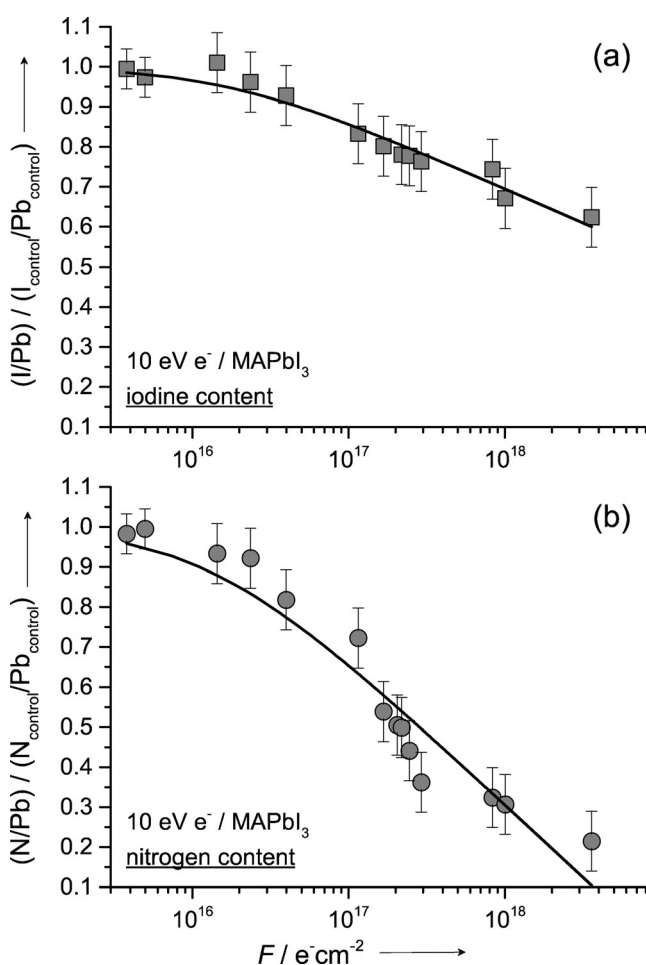 (a)
1.1
1.0
0.9
0.8
0.7
0.6
0.5
0.4
0.3
0.2
0.1
(I/Pb) / (I_control/Pb_control) ⟶
10 eV e⁻ / MAPbI₃
iodine content
10¹⁶ 10¹⁷ 10¹⁸
(b)
1.1
1.0
0.9
0.8
0.7
0.6
0.5
0.4
0.3
0.2
0.1
(N/Pb) / (N_control/Pb_control) ⟶
10 eV e⁻ / MAPbI₃
nitrogen content
10¹⁶ 10¹⁷ 10¹⁸
F / e⁻cm⁻² ⟶